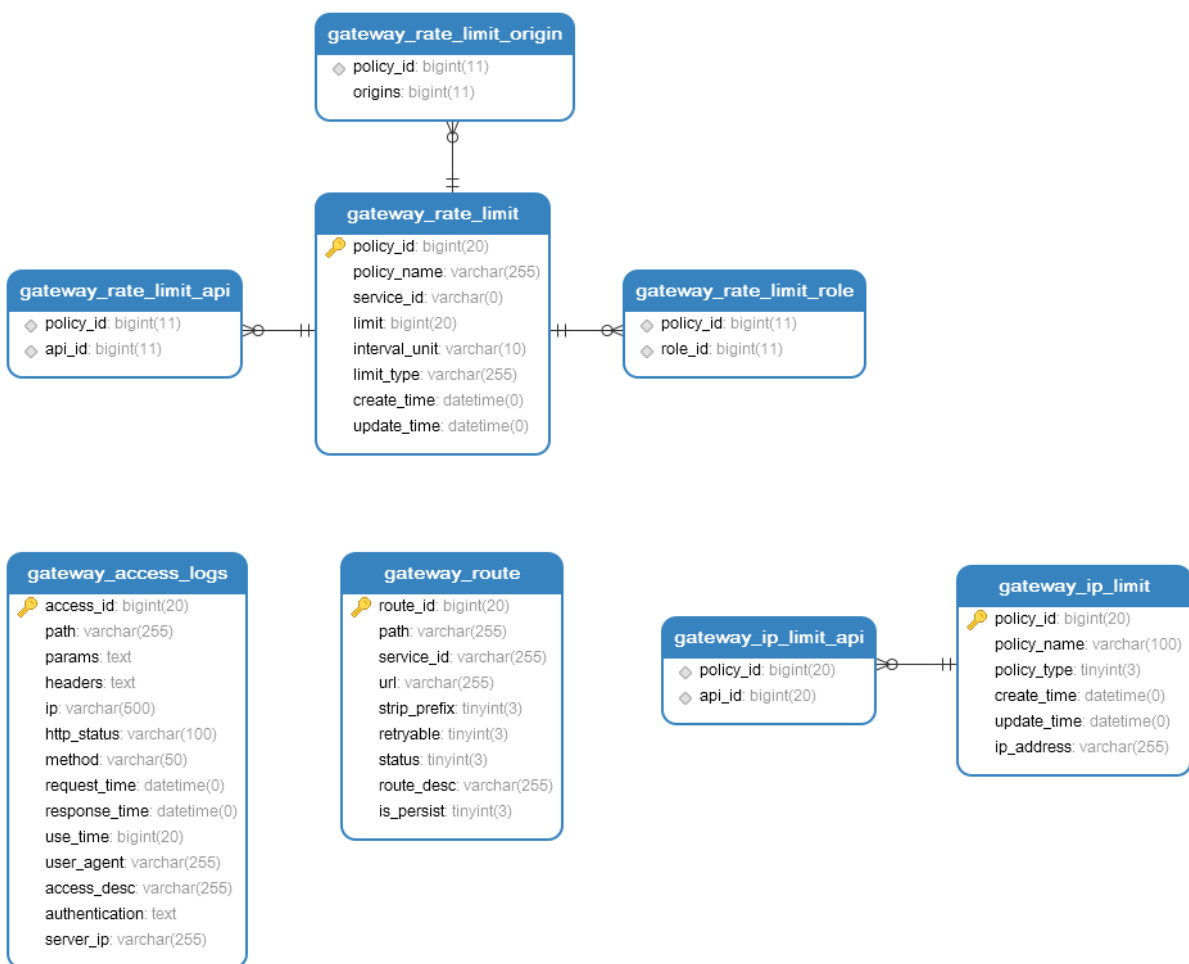 gateway_rate_limit_origin
policy_id: bigint(11)
origins: bigint(11)
gateway_rate_limit
policy_id: bigint(20)
policy_name: varchar(255)
service_id: varchar(0)
limit: bigint(20)
interval_unit: varchar(10)
limit_type: varchar(255)
create_time: datetime(0)
update_time: datetime(0)
gateway_rate_limit_api
policy_id: bigint(11)
api_id: bigint(11)
gateway_rate_limit_role
policy_id: bigint(11)
role_id: bigint(11)
gateway_access_logs
access_id: bigint(20)
path: varchar(255)
params: text
headers: text
ip: varchar(500)
http_status: varchar(100)
method: varchar(50)
request_time: datetime(0)
response_time: datetime(0)
use_time: bigint(20)
user_agent: varchar(255)
access_desc: varchar(255)
authentication: text
server_ip: varchar(255)
gateway_route
route_id: bigint(20)
path: varchar(255)
service_id: varchar(255)
url: varchar(255)
strip_prefix: tinyint(3)
retryable: tinyint(3)
status: tinyint(3)
route_desc: varchar(255)
is_persist: tinyint(3)
gateway_ip_limit_api
policy_id: bigint(20)
api_id: bigint(20)
gateway_ip_limit
policy_id: bigint(20)
policy_name: varchar(100)
policy_type: tinyint(3)
create_time: datetime(0)
update_time: datetime(0)
ip_address: varchar(255)